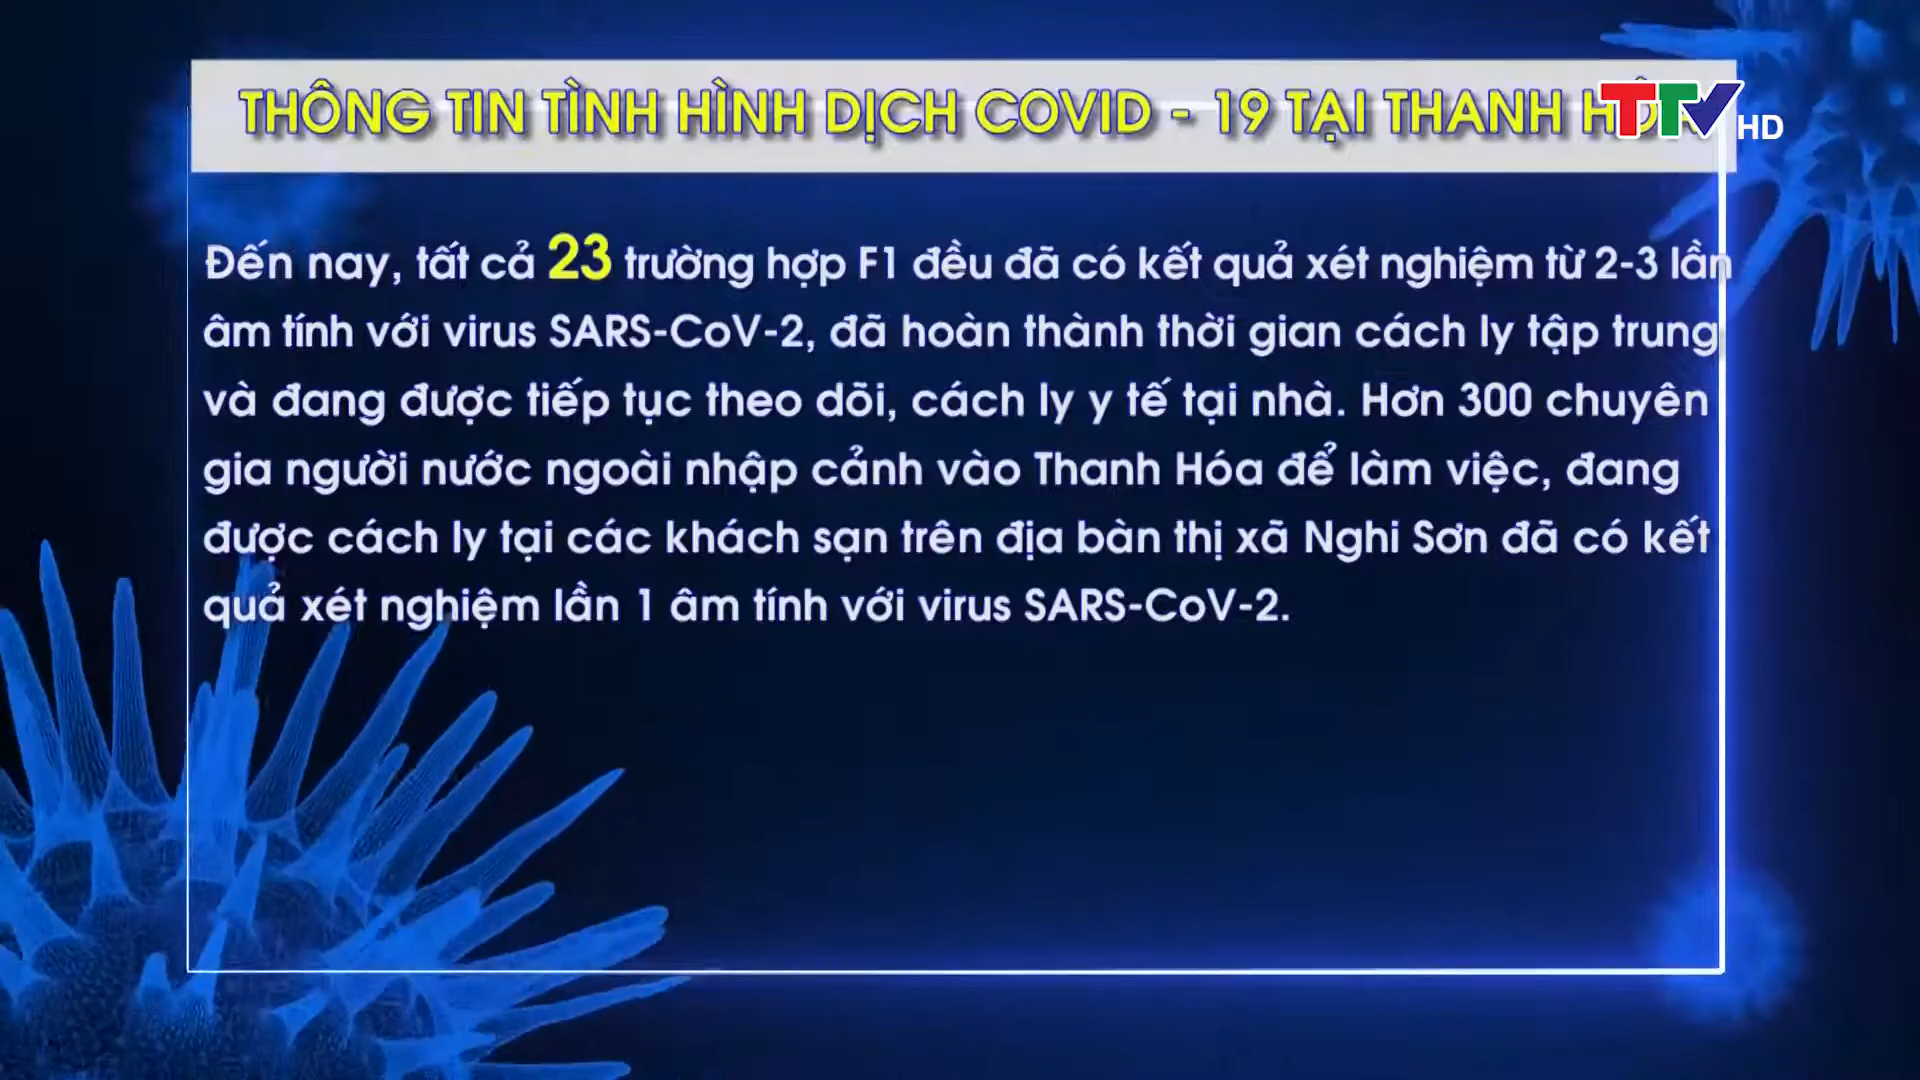 THÔNG TIN TÌNH HÌNH DỊCH COVID - 19 TẠI THANH
TTV HD
Đến nay, tất cả 23 trường hợp F1 đều đã có kết quả xét nghiệm từ 2-3 lần
âm tính với virus SARS-CoV-2, đã hoàn thành thời gian cách ly tập trung
và đang được tiếp tục theo dõi, cách ly y tế tại nhà. Hơn 300 chuyên
gia người nước ngoài nhập cảnh vào Thanh Hóa để làm việc, đang
được cách ly tại các khách sạn trên địa bàn thị xã Nghi Sơn đã có kết
quả xét nghiệm lần 1 âm tính với virus SARS-CoV-2.